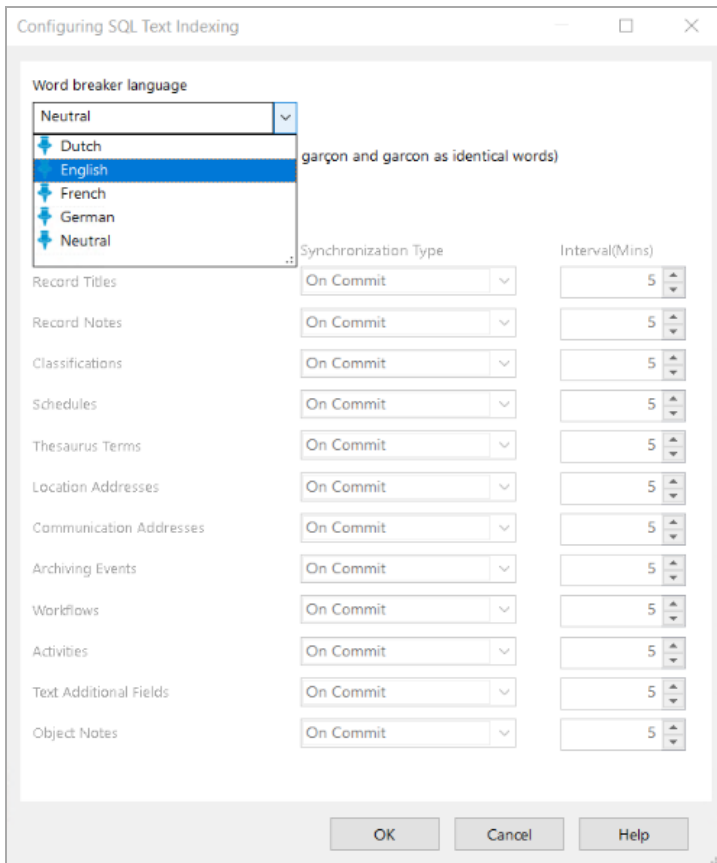 Configuring SQL Text Indexing
Word breaker language
Neutral
Dutch
English
French
German
Neutral
garçon and garcon as identical words)
Synchronization Type Interval(Mins)
Record Titles On Commit 5
Record Notes On Commit 5
Classifications On Commit 5
Schedules On Commit 5
Thesaurus Terms On Commit 5
Location Addresses On Commit 5
Communication Addresses On Commit 5
Archiving Events On Commit 5
Workflows On Commit 5
Activities On Commit 5
Text Additional Fields On Commit 5
Object Notes On Commit 5
OK Cancel Help